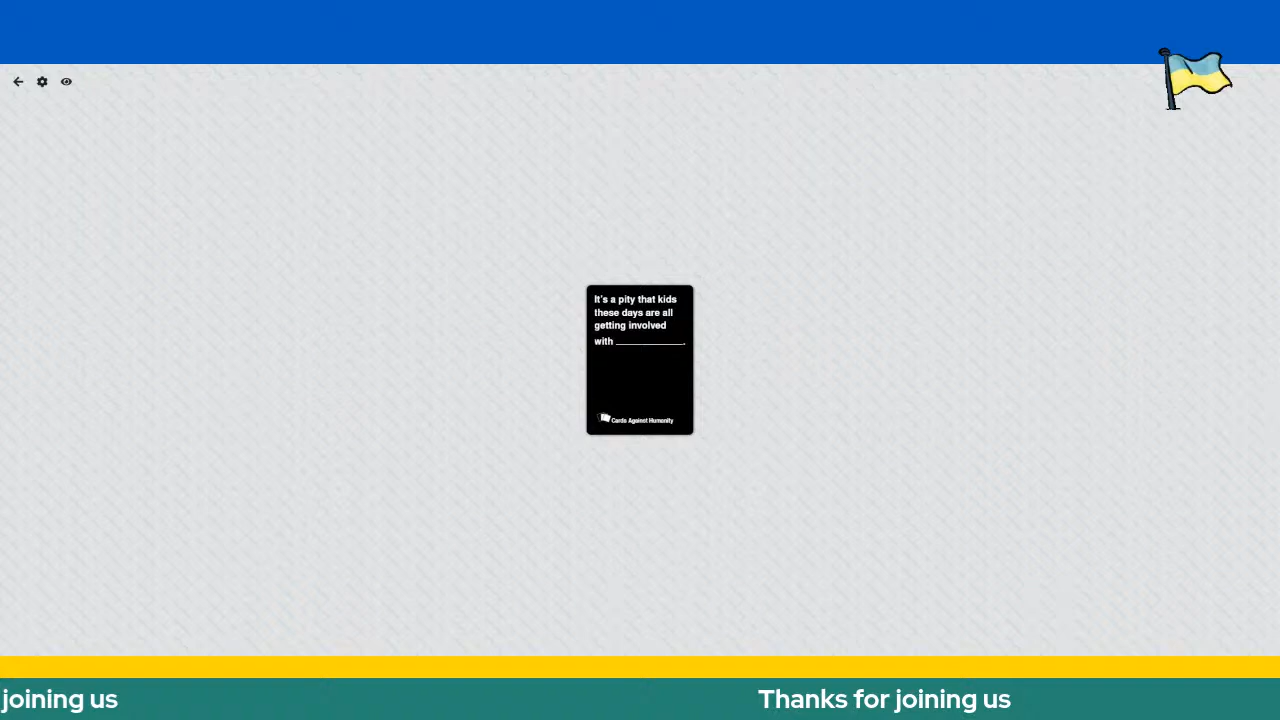 It's a pity that kids
these days are all
getting involved
with ____________.
Cards Against Humanity
joining us
Thanks for joining us